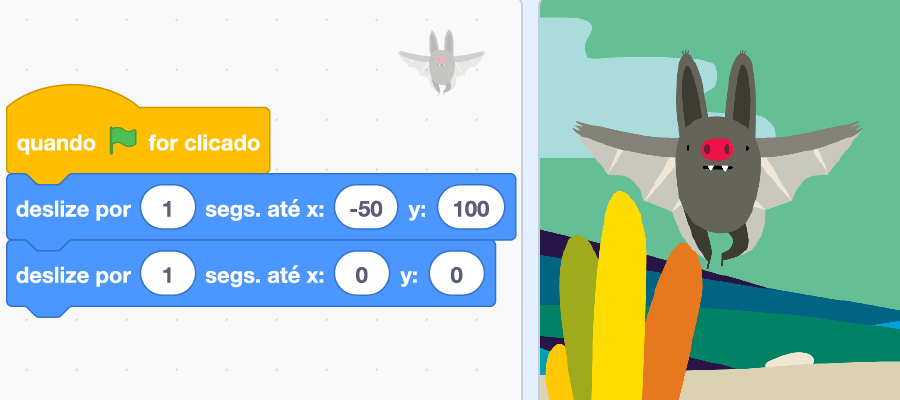 quando for clicado
deslize por 1 segs. até x: -50 y: 100
deslize por 1 segs. até x: 0 y: 0